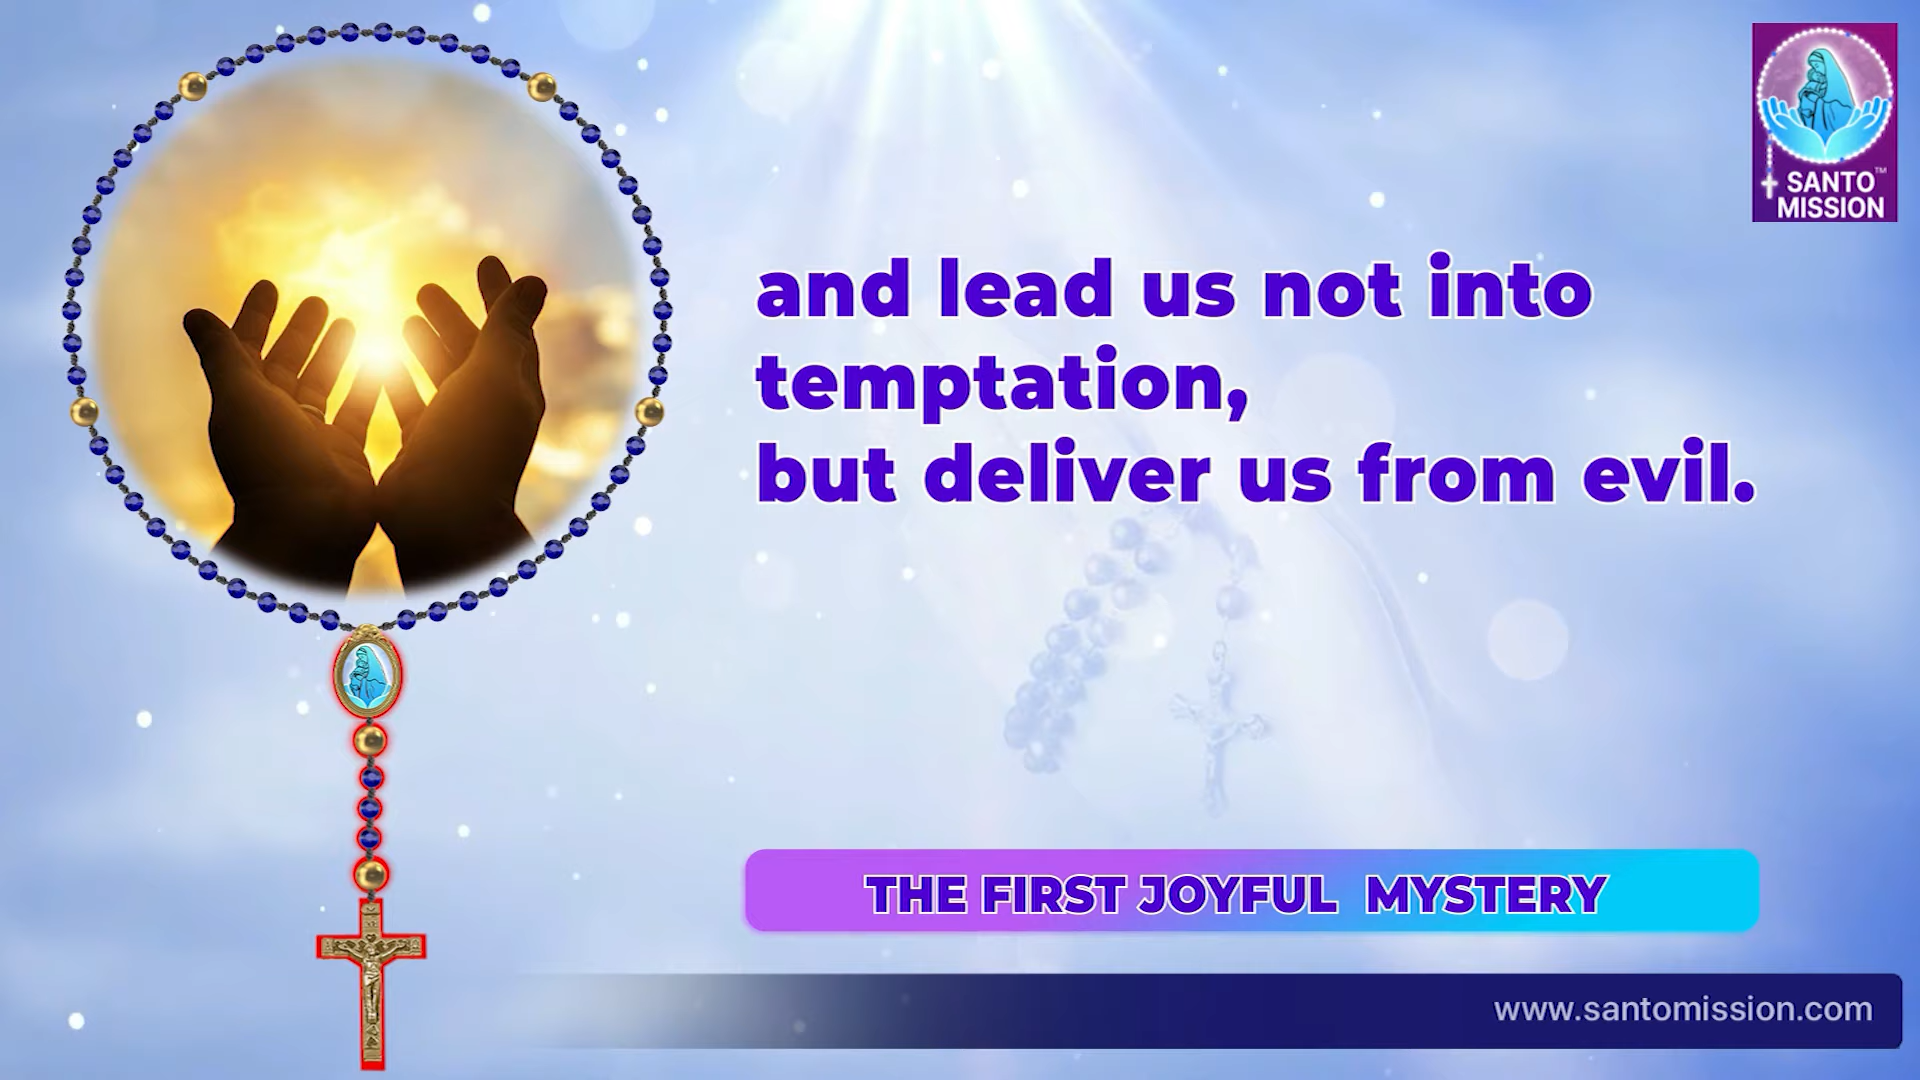 SANTO™
MISSION
and lead us not into
temptation,
but deliver us from evil.
THE FIRST JOYFUL MYSTERY
www.santomission.com